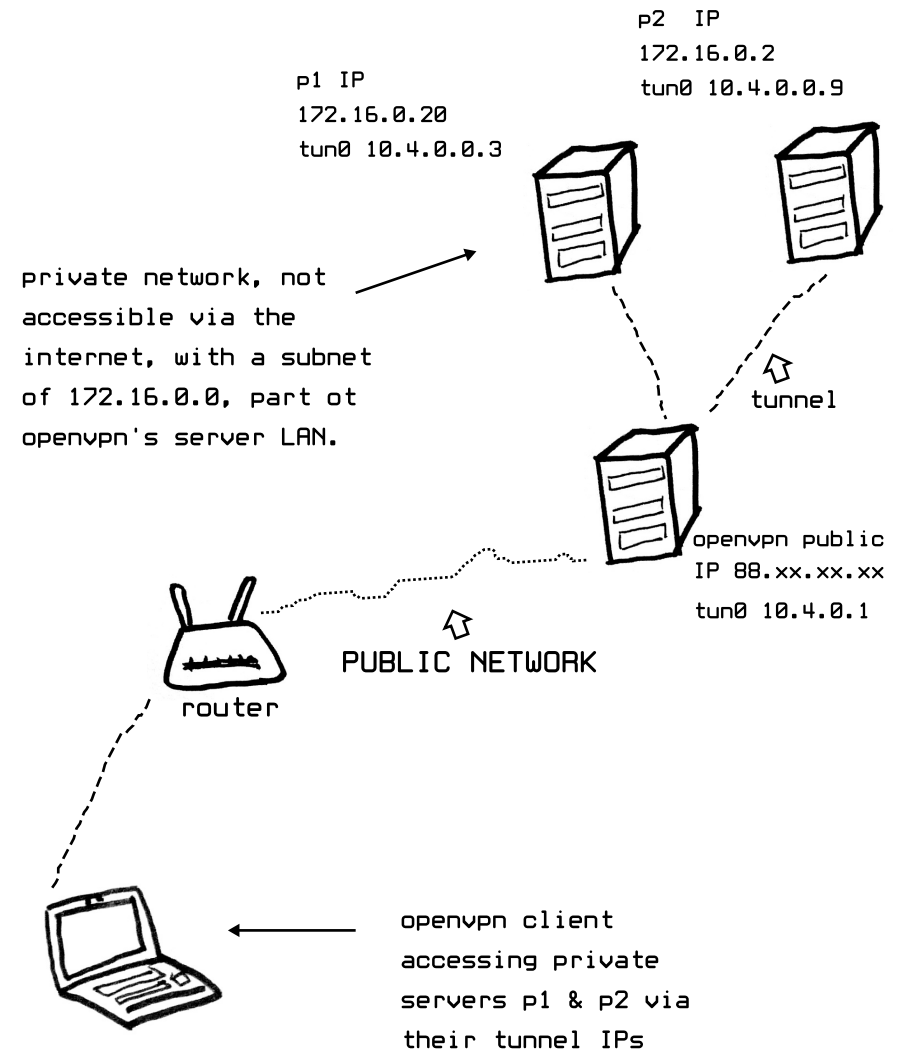 p2 IP
172.16.0.2
tun0 10.4.0.0.9
p1 IP
172.16.0.20
tun0 10.4.0.0.3
private network, not
accessible via the
internet, with a subnet
of 172.16.0.0, part ot
openvpn's server LAN.
tunnel
openvpn public
IP 88.xx.xx.xx
tun0 10.4.0.1
PUBLIC NETWORK
router
openvpn client
accessing private
servers p1 & p2 via
their tunnel IPs